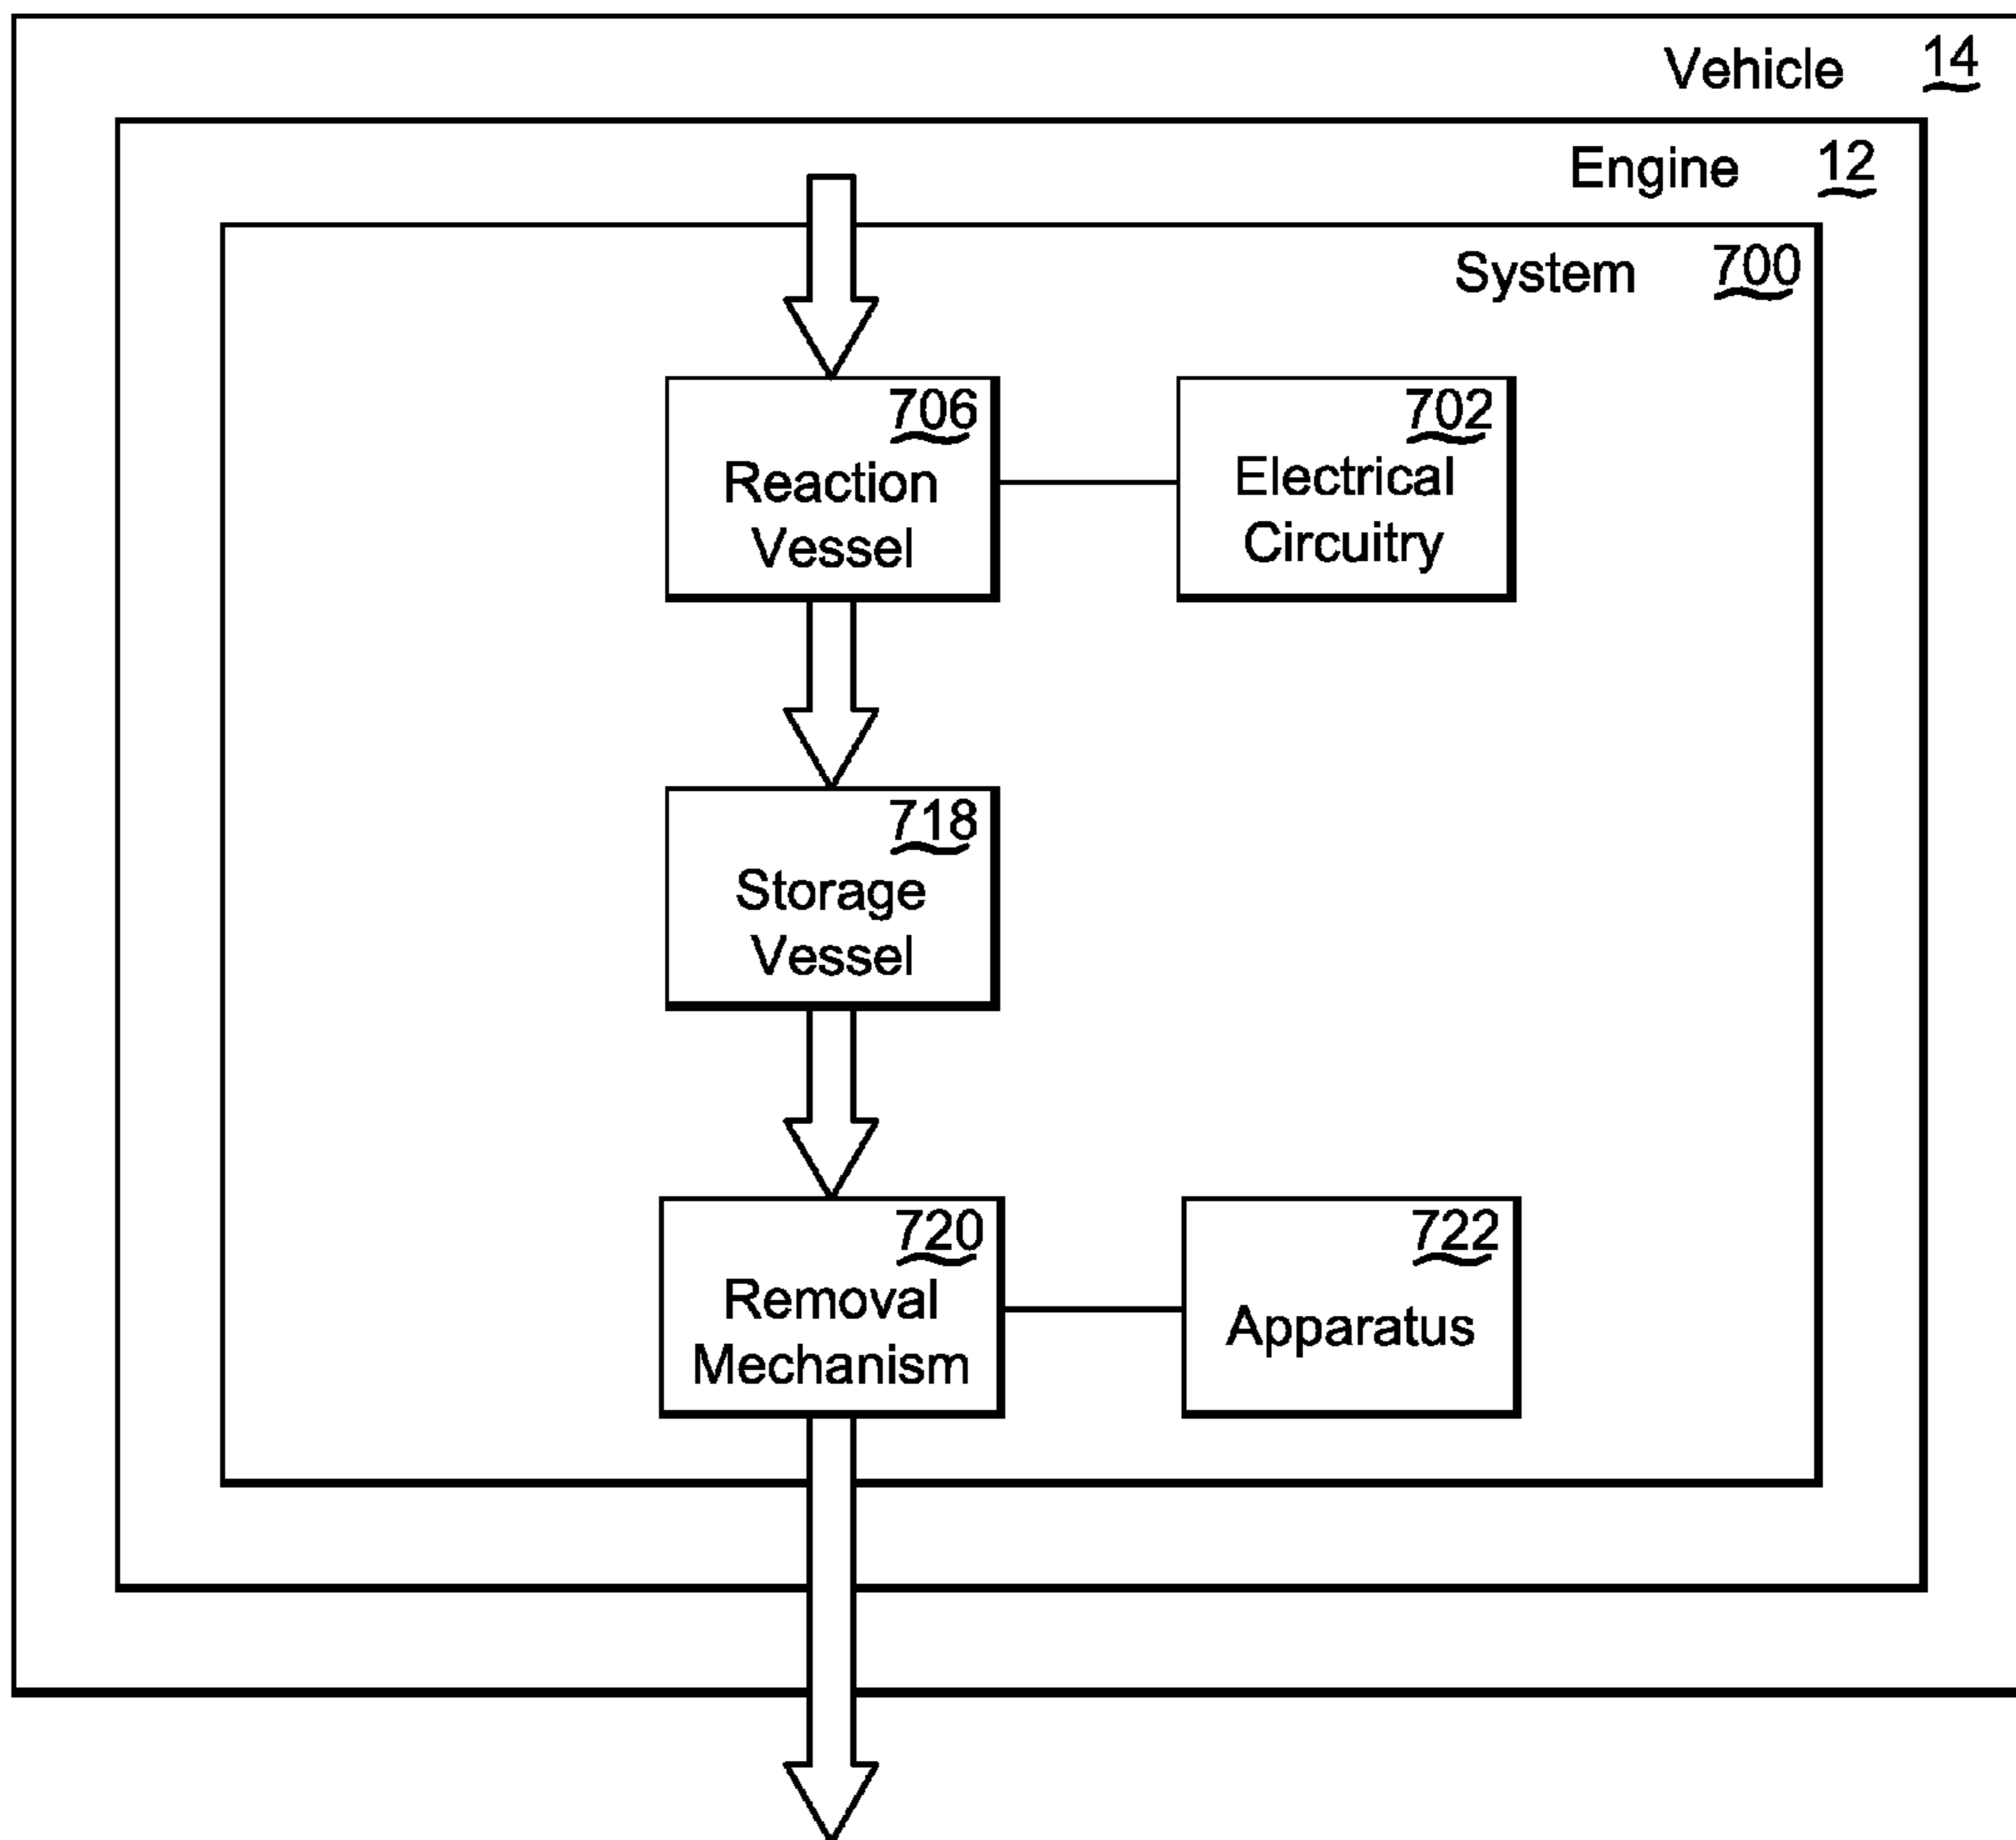 Vehicle 14
Engine 12
System 700
706
Reaction
Vessel
702
Electrical
Circuitry
718
Storage
Vessel
720
Removal
Mechanism
722
Apparatus